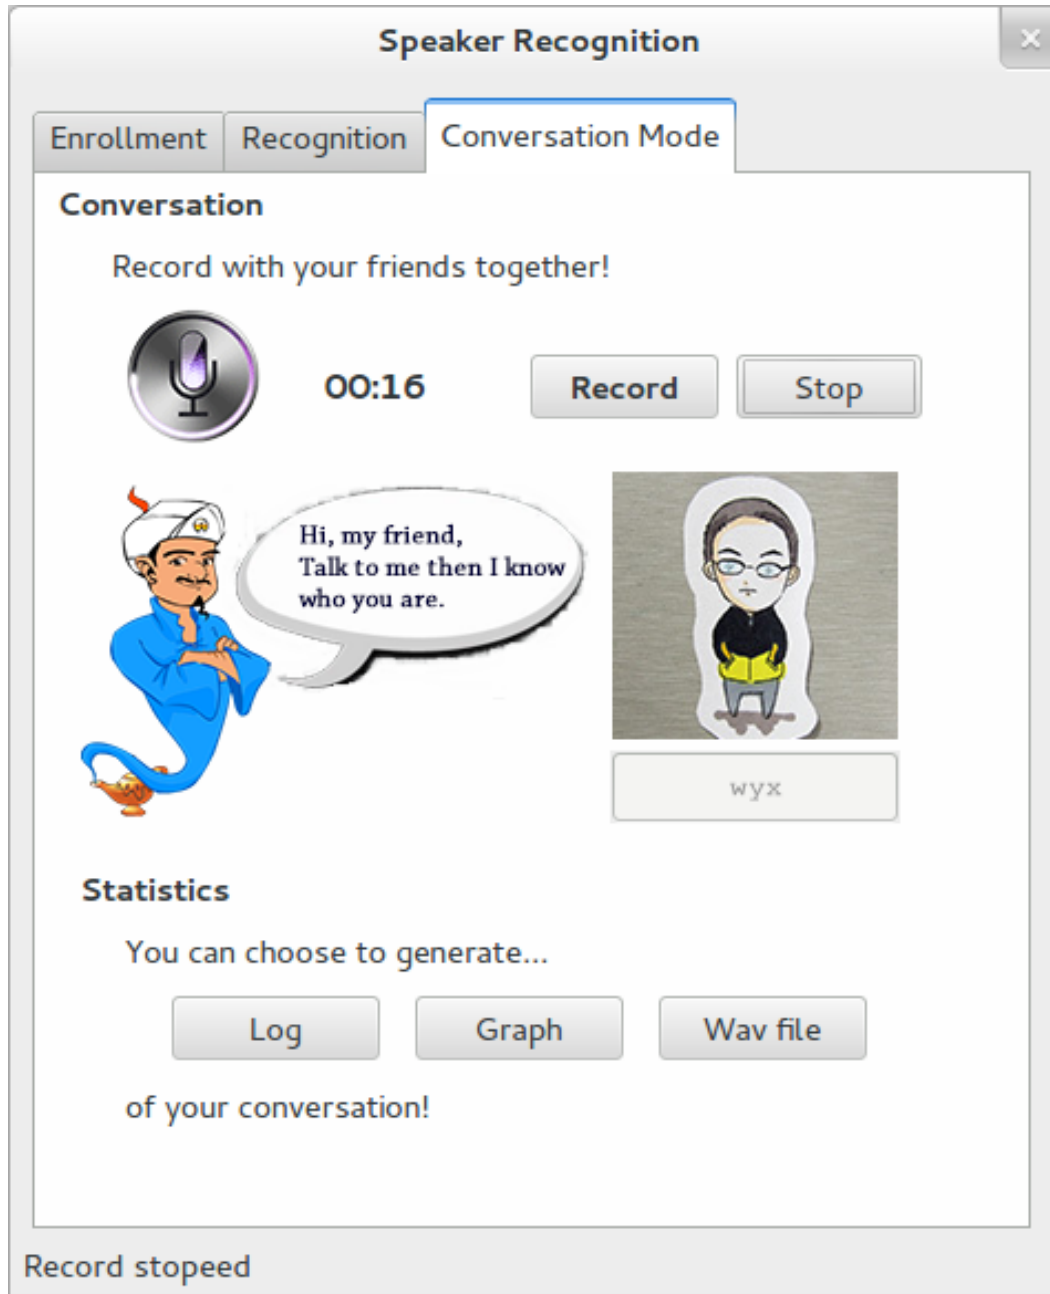 Speaker Recognition
Enrollment Recognition Conversation Mode
Conversation
Record with your friends together!
00:16 Record Stop
Hi, my friend,
Talk to me then I know
who you are.
wyx
Statistics
You can choose to generate...
Log Graph Wav file
of your conversation!
Record stopeed